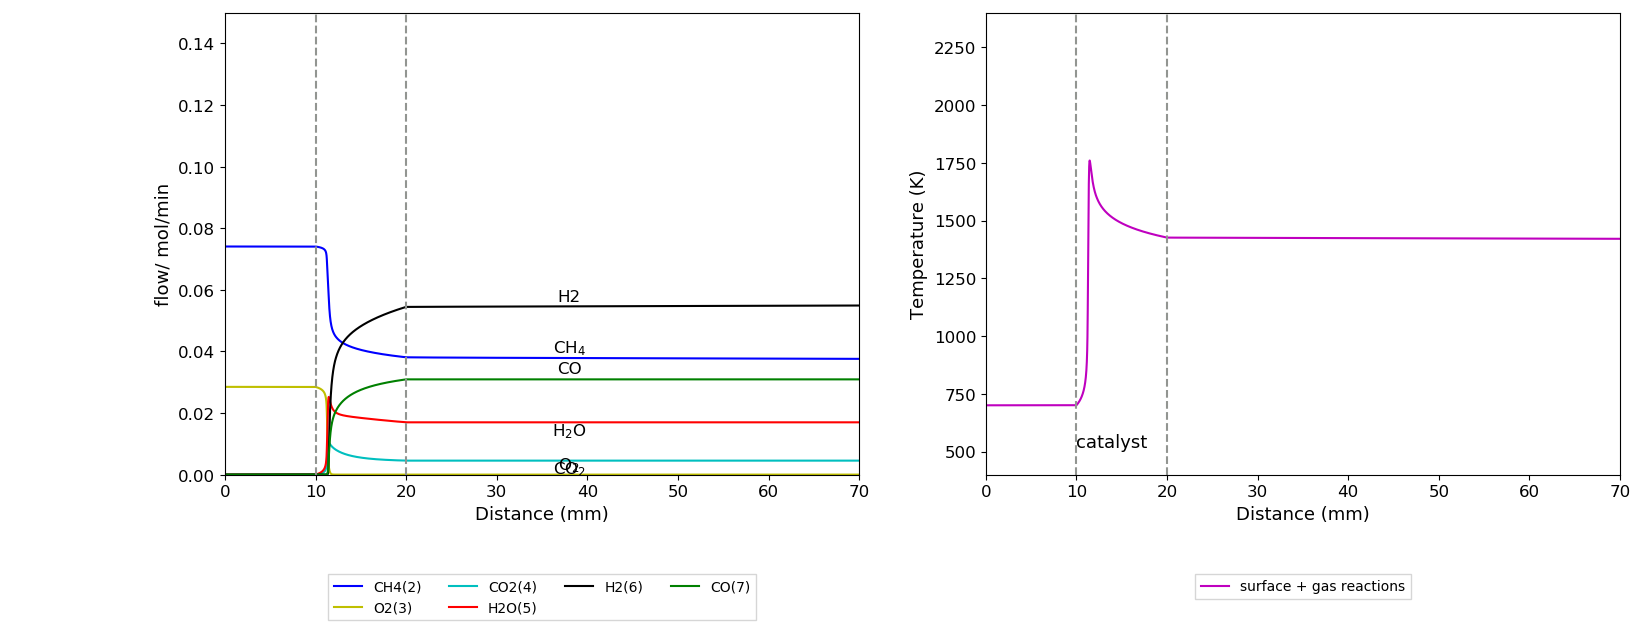 0.14
0.12
0.10
0.08
0.06
0.04
0.02
0.00
flow/ mol/min
H2
CH₄
CO
H₂O
O₂
CO₂
0 10 20 30 40 50 60 70
Distance (mm)
CH4(2) CO2(4) H2(6) CO(7)
O2(3) H2O(5)
2250
2000
1750
1500
1250
1000
750
500
Temperature (K)
catalyst
0 10 20 30 40 50 60 70
Distance (mm)
surface + gas reactions